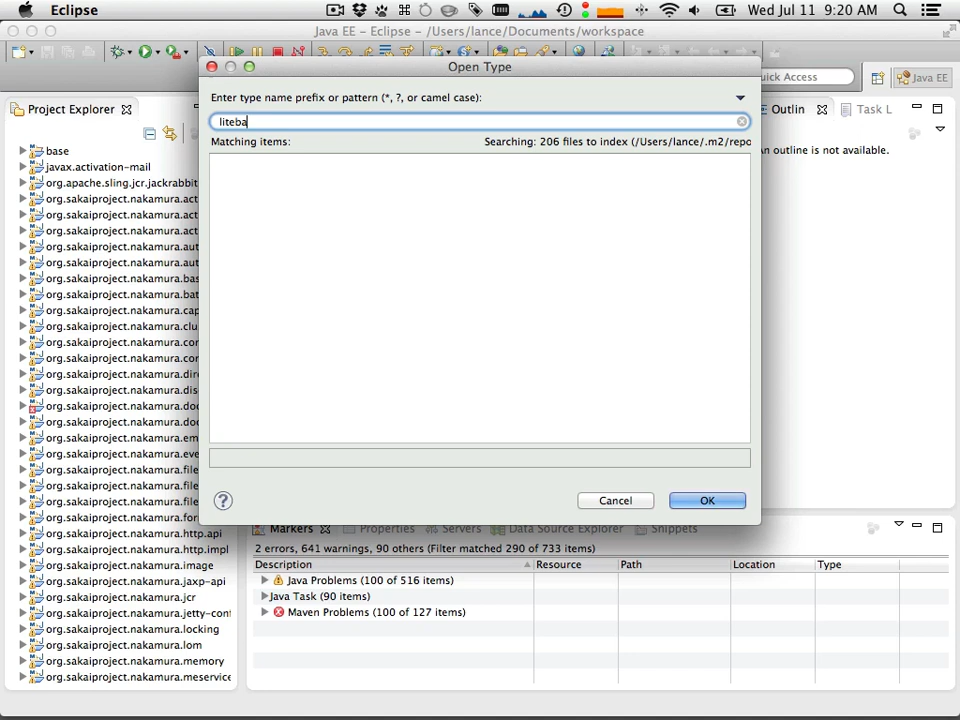 Eclipse
Wed Jul 11 9:20 AM
Java EE – Eclipse – /Users/lance/Documents/workspace
Open Type
uick Access
Java EE
Enter type name prefix or pattern (*, ?, or camel case):
Project Explorer
Outlin
Task L
liteba
Matching items:
Searching: 206 files to index (/Users/lance/.m2/repo
An outline is not available.
base
javax.activation-mail
org.apache.sling.jcr.jackrabbit
org.sakaiproject.nakamura.act
org.sakaiproject.nakamura.act
org.sakaiproject.nakamura.act
org.sakaiproject.nakamura.aut
org.sakaiproject.nakamura.aut
org.sakaiproject.nakamura.bas
org.sakaiproject.nakamura.bat
org.sakaiproject.nakamura.cap
org.sakaiproject.nakamura.clu
org.sakaiproject.nakamura.cor
org.sakaiproject.nakamura.cor
org.sakaiproject.nakamura.dire
org.sakaiproject.nakamura.dis
org.sakaiproject.nakamura.doc
org.sakaiproject.nakamura.doc
org.sakaiproject.nakamura.em
org.sakaiproject.nakamura.eve
org.sakaiproject.nakamura.file
org.sakaiproject.nakamura.file
org.sakaiproject.nakamura.file
org.sakaiproject.nakamura.for
org.sakaiproject.nakamura.http.api
org.sakaiproject.nakamura.http.impl
org.sakaiproject.nakamura.image
org.sakaiproject.nakamura.jaxp-api
org.sakaiproject.nakamura.jcr
org.sakaiproject.nakamura.jetty-conf
org.sakaiproject.nakamura.locking
org.sakaiproject.nakamura.lom
org.sakaiproject.nakamura.memory
org.sakaiproject.nakamura.meservice
?
Cancel
OK
Markers
Properties
Servers
Data Source Explorer
Snippets
2 errors, 641 warnings, 90 others (Filter matched 290 of 733 items)
Description
Resource
Path
Location
Type
Java Problems (100 of 516 items)
Java Task (90 items)
Maven Problems (100 of 127 items)